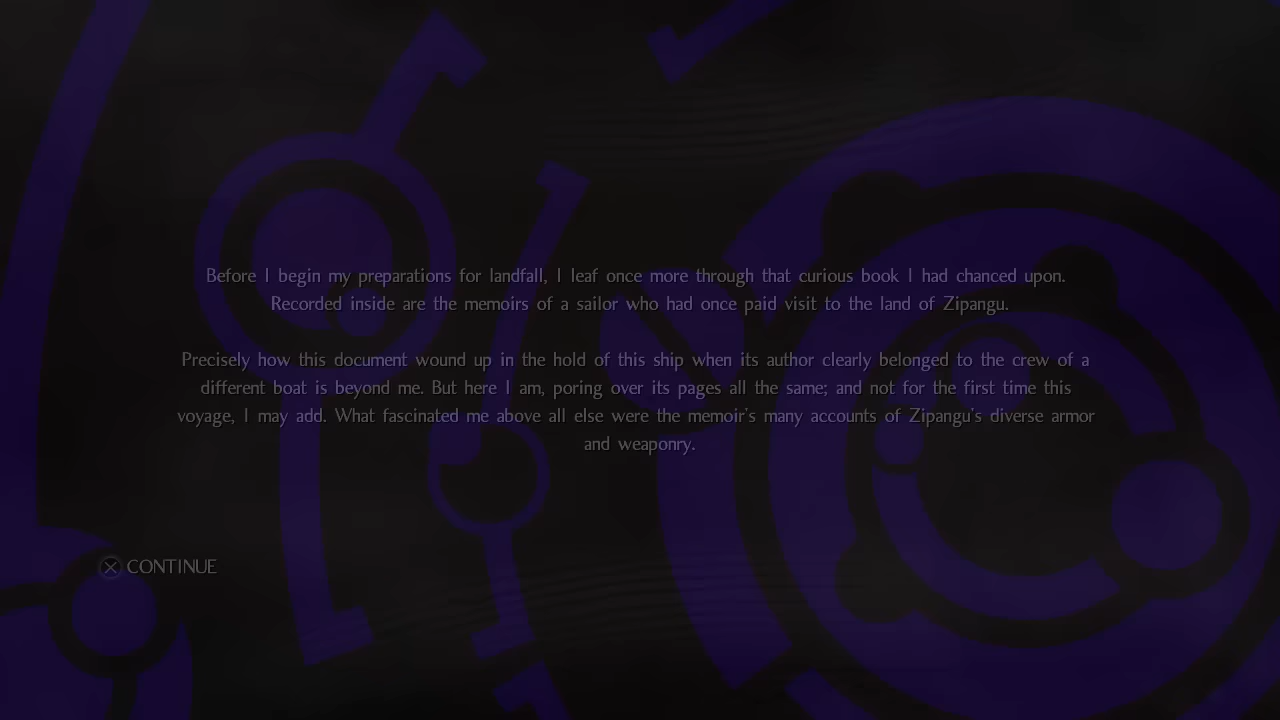 Before I begin my preparations for landfall, I leaf once more through that curious book I had chanced upon.
Recorded inside are the memoirs of a sailor who had once paid visit to the land of Zipangu.
Precisely how this document wound up in the hold of this ship when its author clearly belonged to the crew of a
different boat is beyond me. But here I am, poring over its pages all the same; and not for the first time this
voyage, I may add. What fascinated me above all else were the memoir's many accounts of Zipangu's diverse armor
and weaponry.
CONTINUE